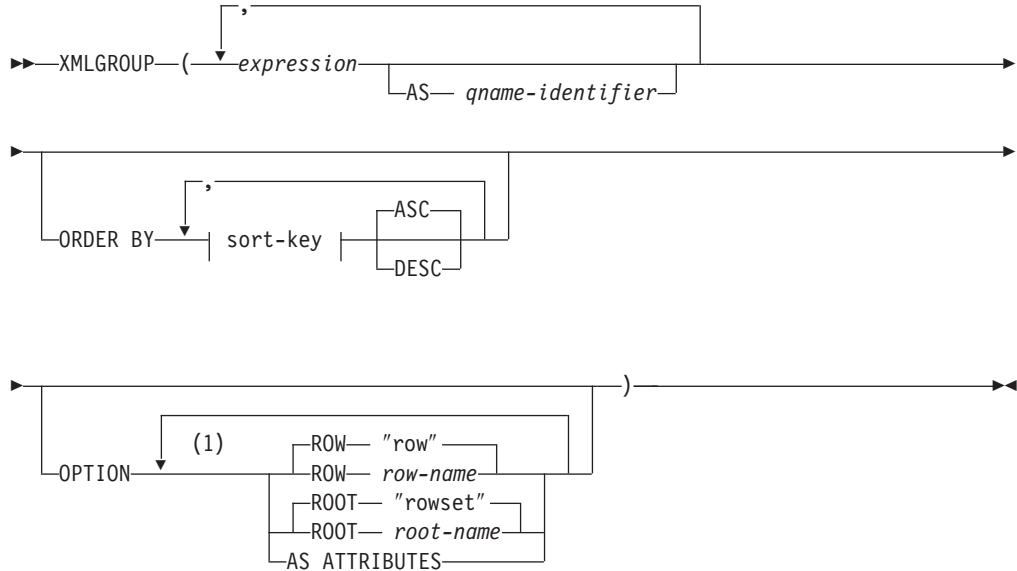 ,
XMLGROUP ( expression
AS qname-identifier
,
ASC
ORDER BY sort-key
DESC
)
(1) ROW "row"
OPTION ROW row-name
ROOT "rowset"
ROOT root-name
AS ATTRIBUTES